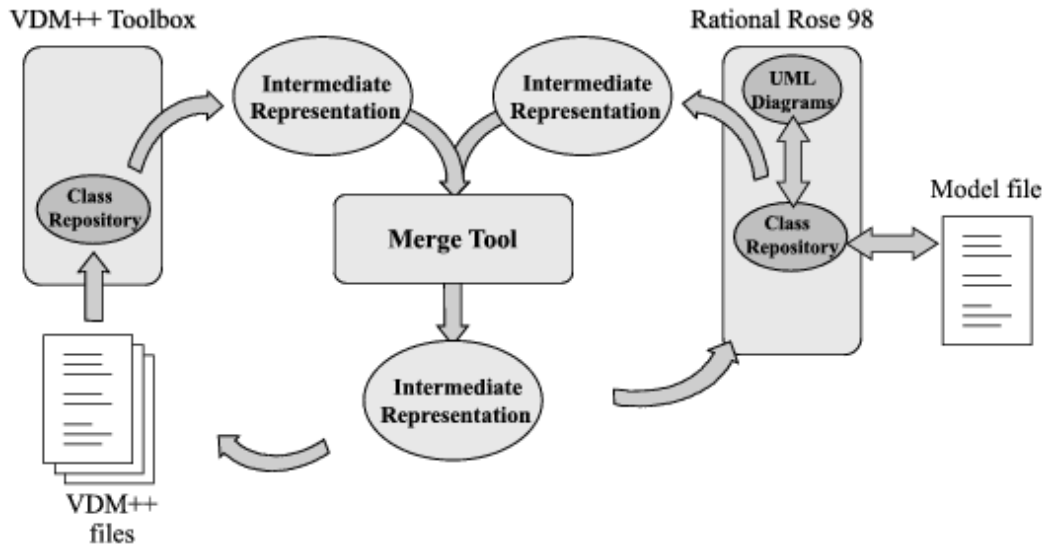 VDM++ Toolbox
Rational Rose 98
Intermediate
Representation
Intermediate
Representation
UML
Diagrams
Class
Repository
Class
Repository
Model file
Merge Tool
Intermediate
Representation
VDM++
files